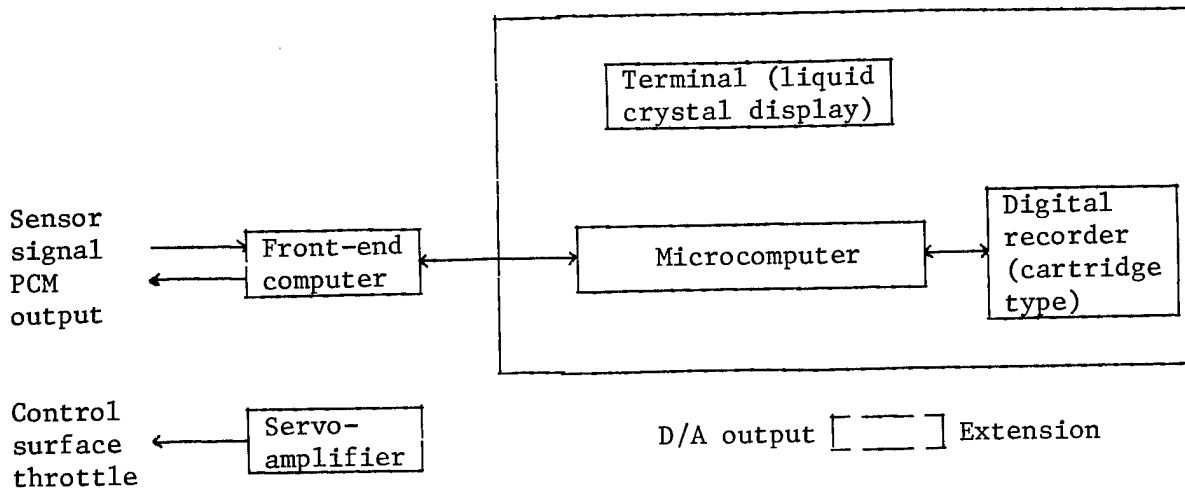 Terminal (liquid
crystal display)
Sensor
signal
PCM
output
Front-end
computer
Microcomputer
Digital
recorder
(cartridge
type)
Control
surface
throttle
Servo-
amplifier
D/A output
Extension